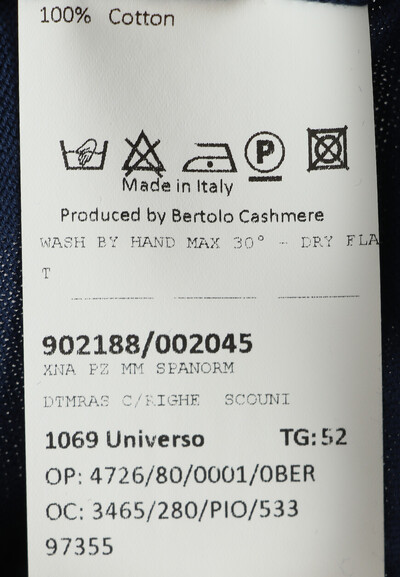 100% Cotton
P
Made in Italy
Produced by Bertolo Cashmere
WASH BY HAND MAX 30° - DRY FLA
T
902188/002045
XNA PZ MM SPANORM
DTMRAS C/RIGHE SCOUNI
1069 Universo TG:52
OP: 4726/80/0001/0BER
OC: 3465/280/PIO/533
97355